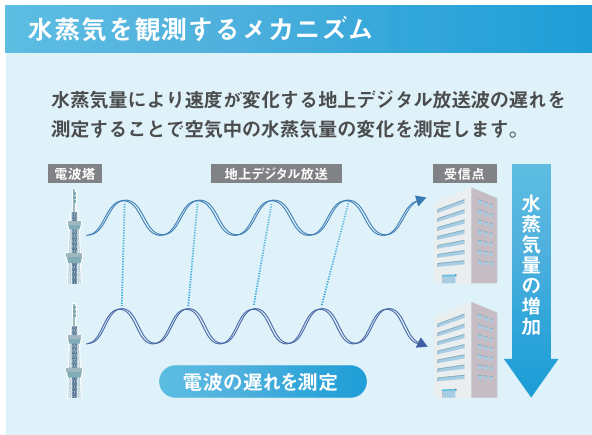 水蒸気を観測するメカニズム
水蒸気量により速度が変化する地上デジタル放送波の遅れを
測定することで空気中の水蒸気量の変化を測定します。
電波塔
地上デジタル放送
受信点
水蒸気量の増加
電波の遅れを測定